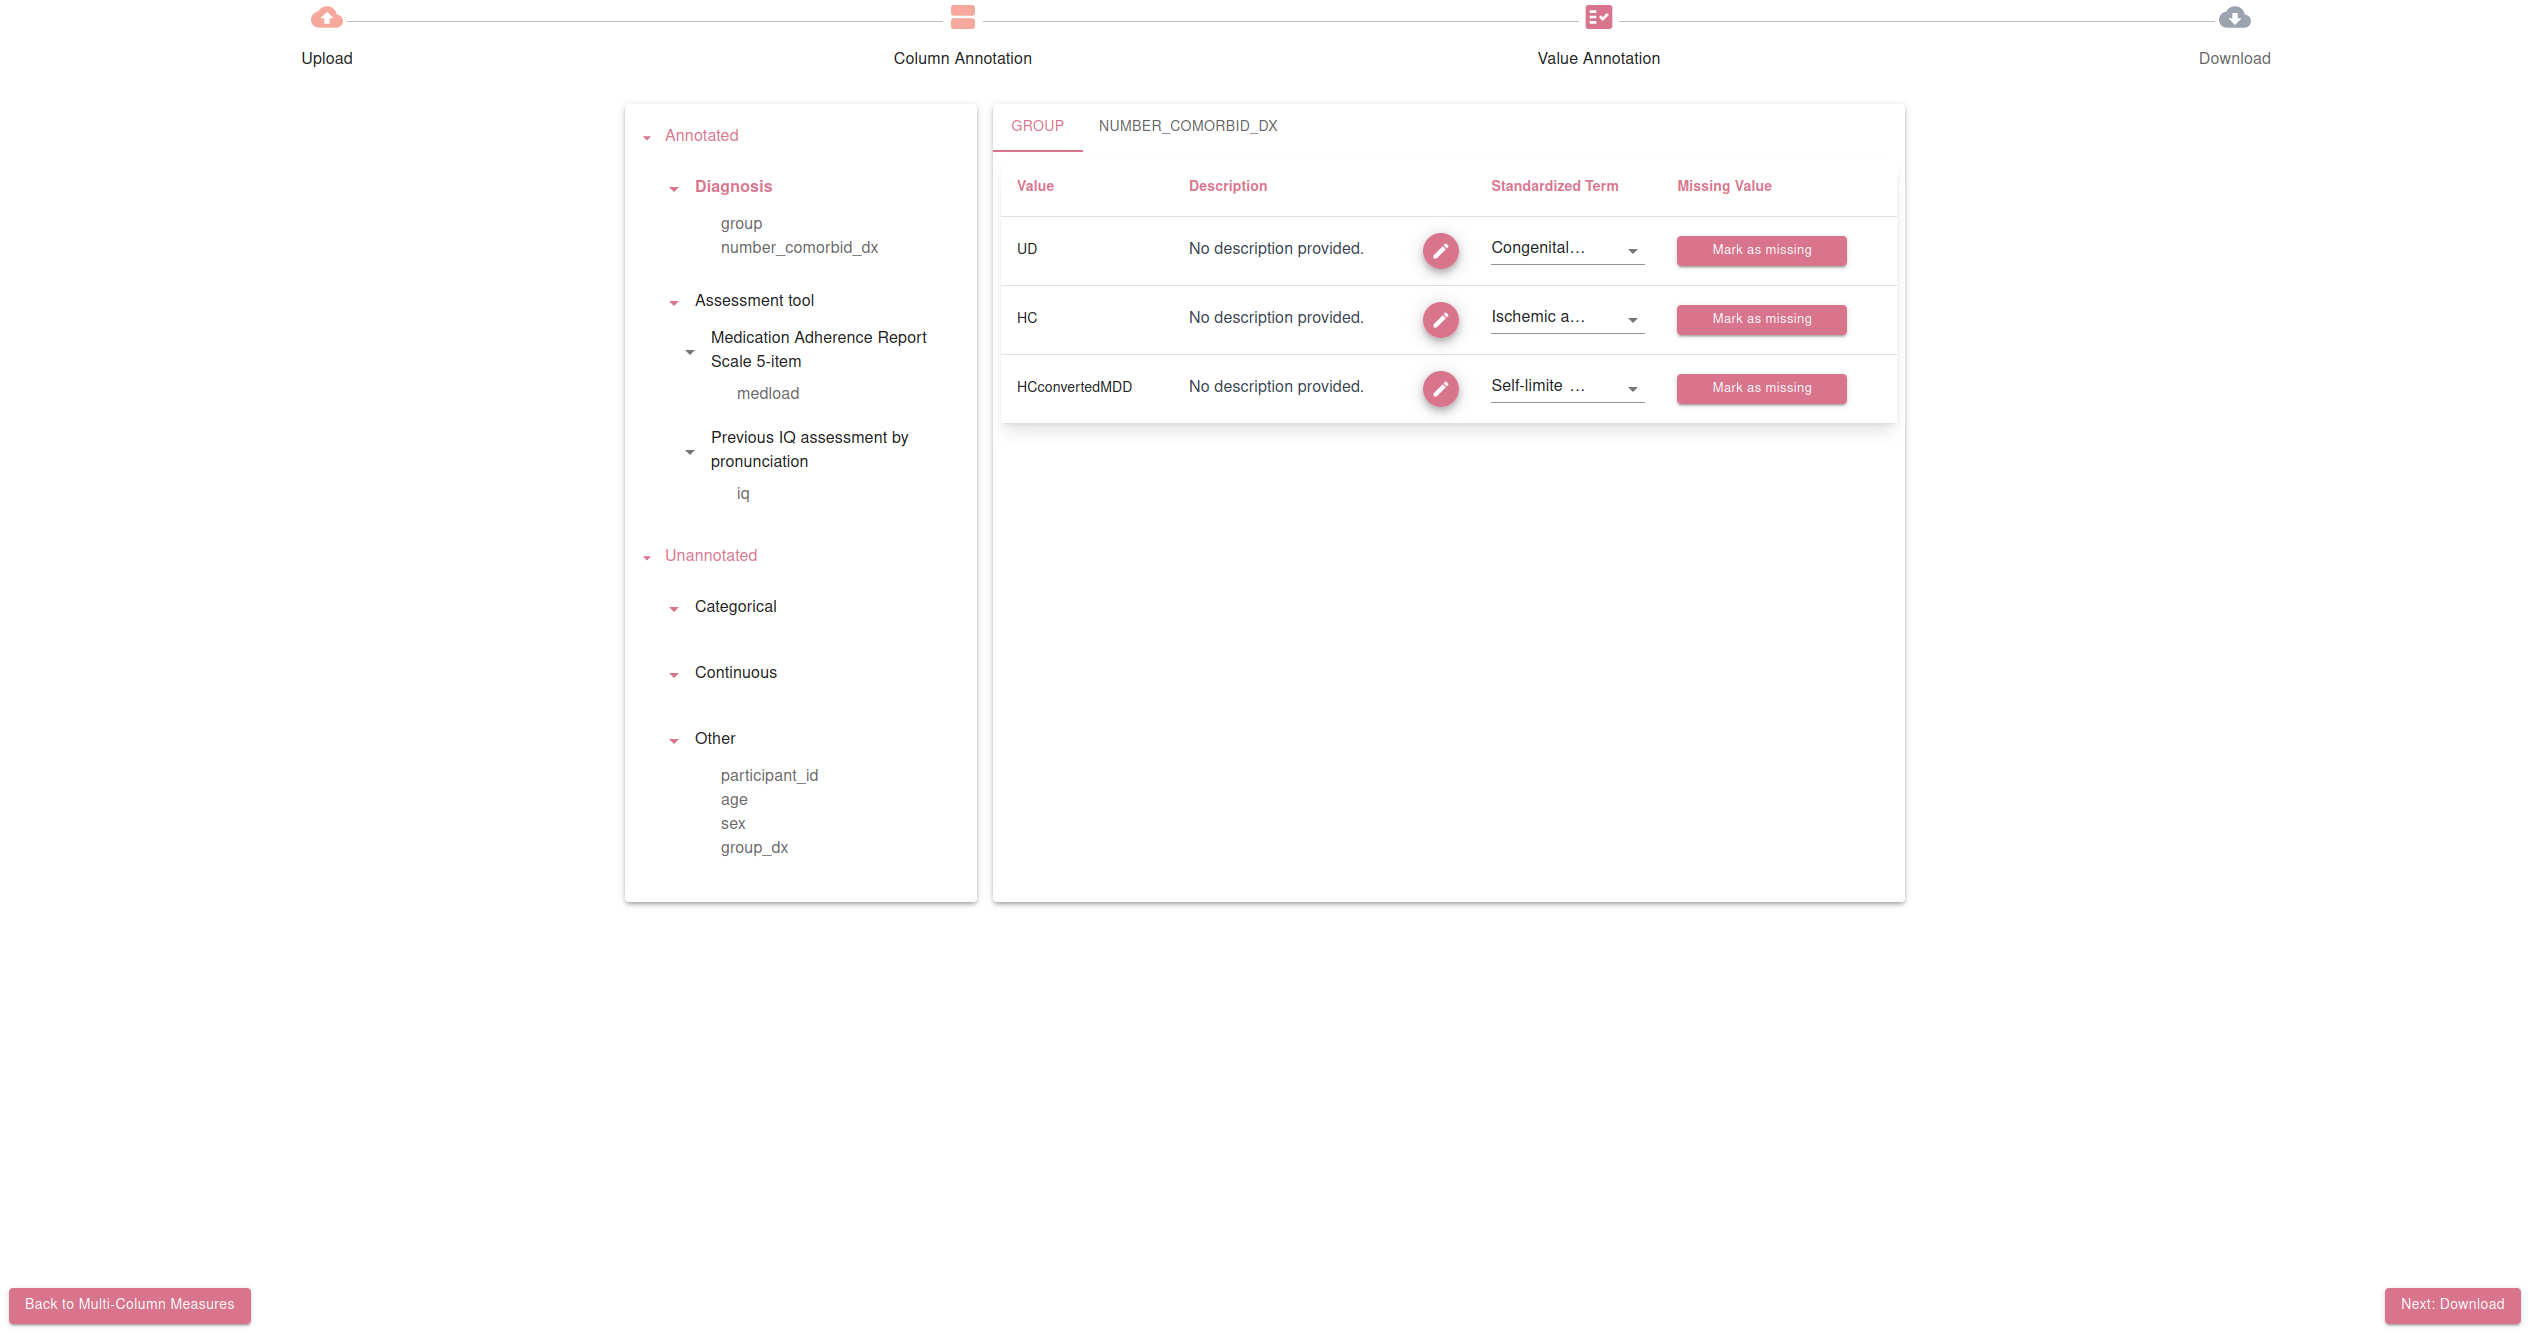 Upload
Column Annotation
Value Annotation
Download
Annotated
Diagnosis
group
number_comorbid_dx
Assessment tool
Medication Adherence Report
Scale 5-item
medload
Previous IQ assessment by
pronunciation
iq
Unannotated
Categorical
Continuous
Other
participant_id
age
sex
group_dx
GROUP NUMBER_COMORBID_DX
Value Description Standardized Term Missing Value
UD No description provided. Congenital... Mark as missing
HC No description provided. Ischemic a... Mark as missing
HCconvertedMDD No description provided. Self-limite ... Mark as missing
Back to Multi-Column Measures
Next: Download